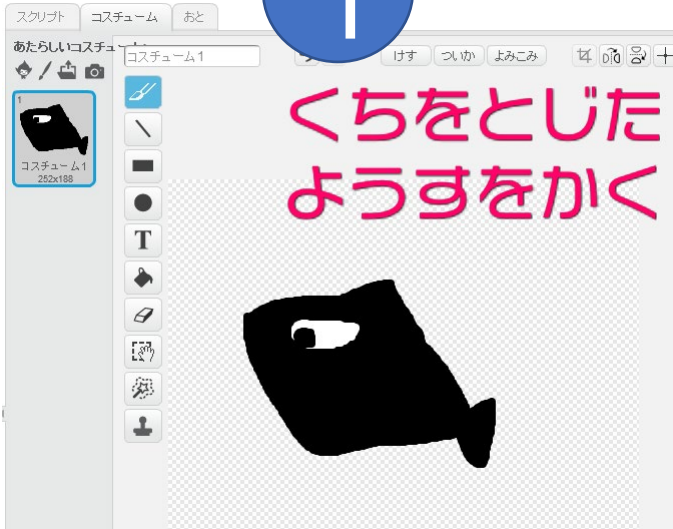 スクリプト コスチューム おと
あたらしいコスチューム:
コスチューム1
けす ついか よみこみ
1
1
コスチューム1
252x188
T
くちをとじた
ようすをかく